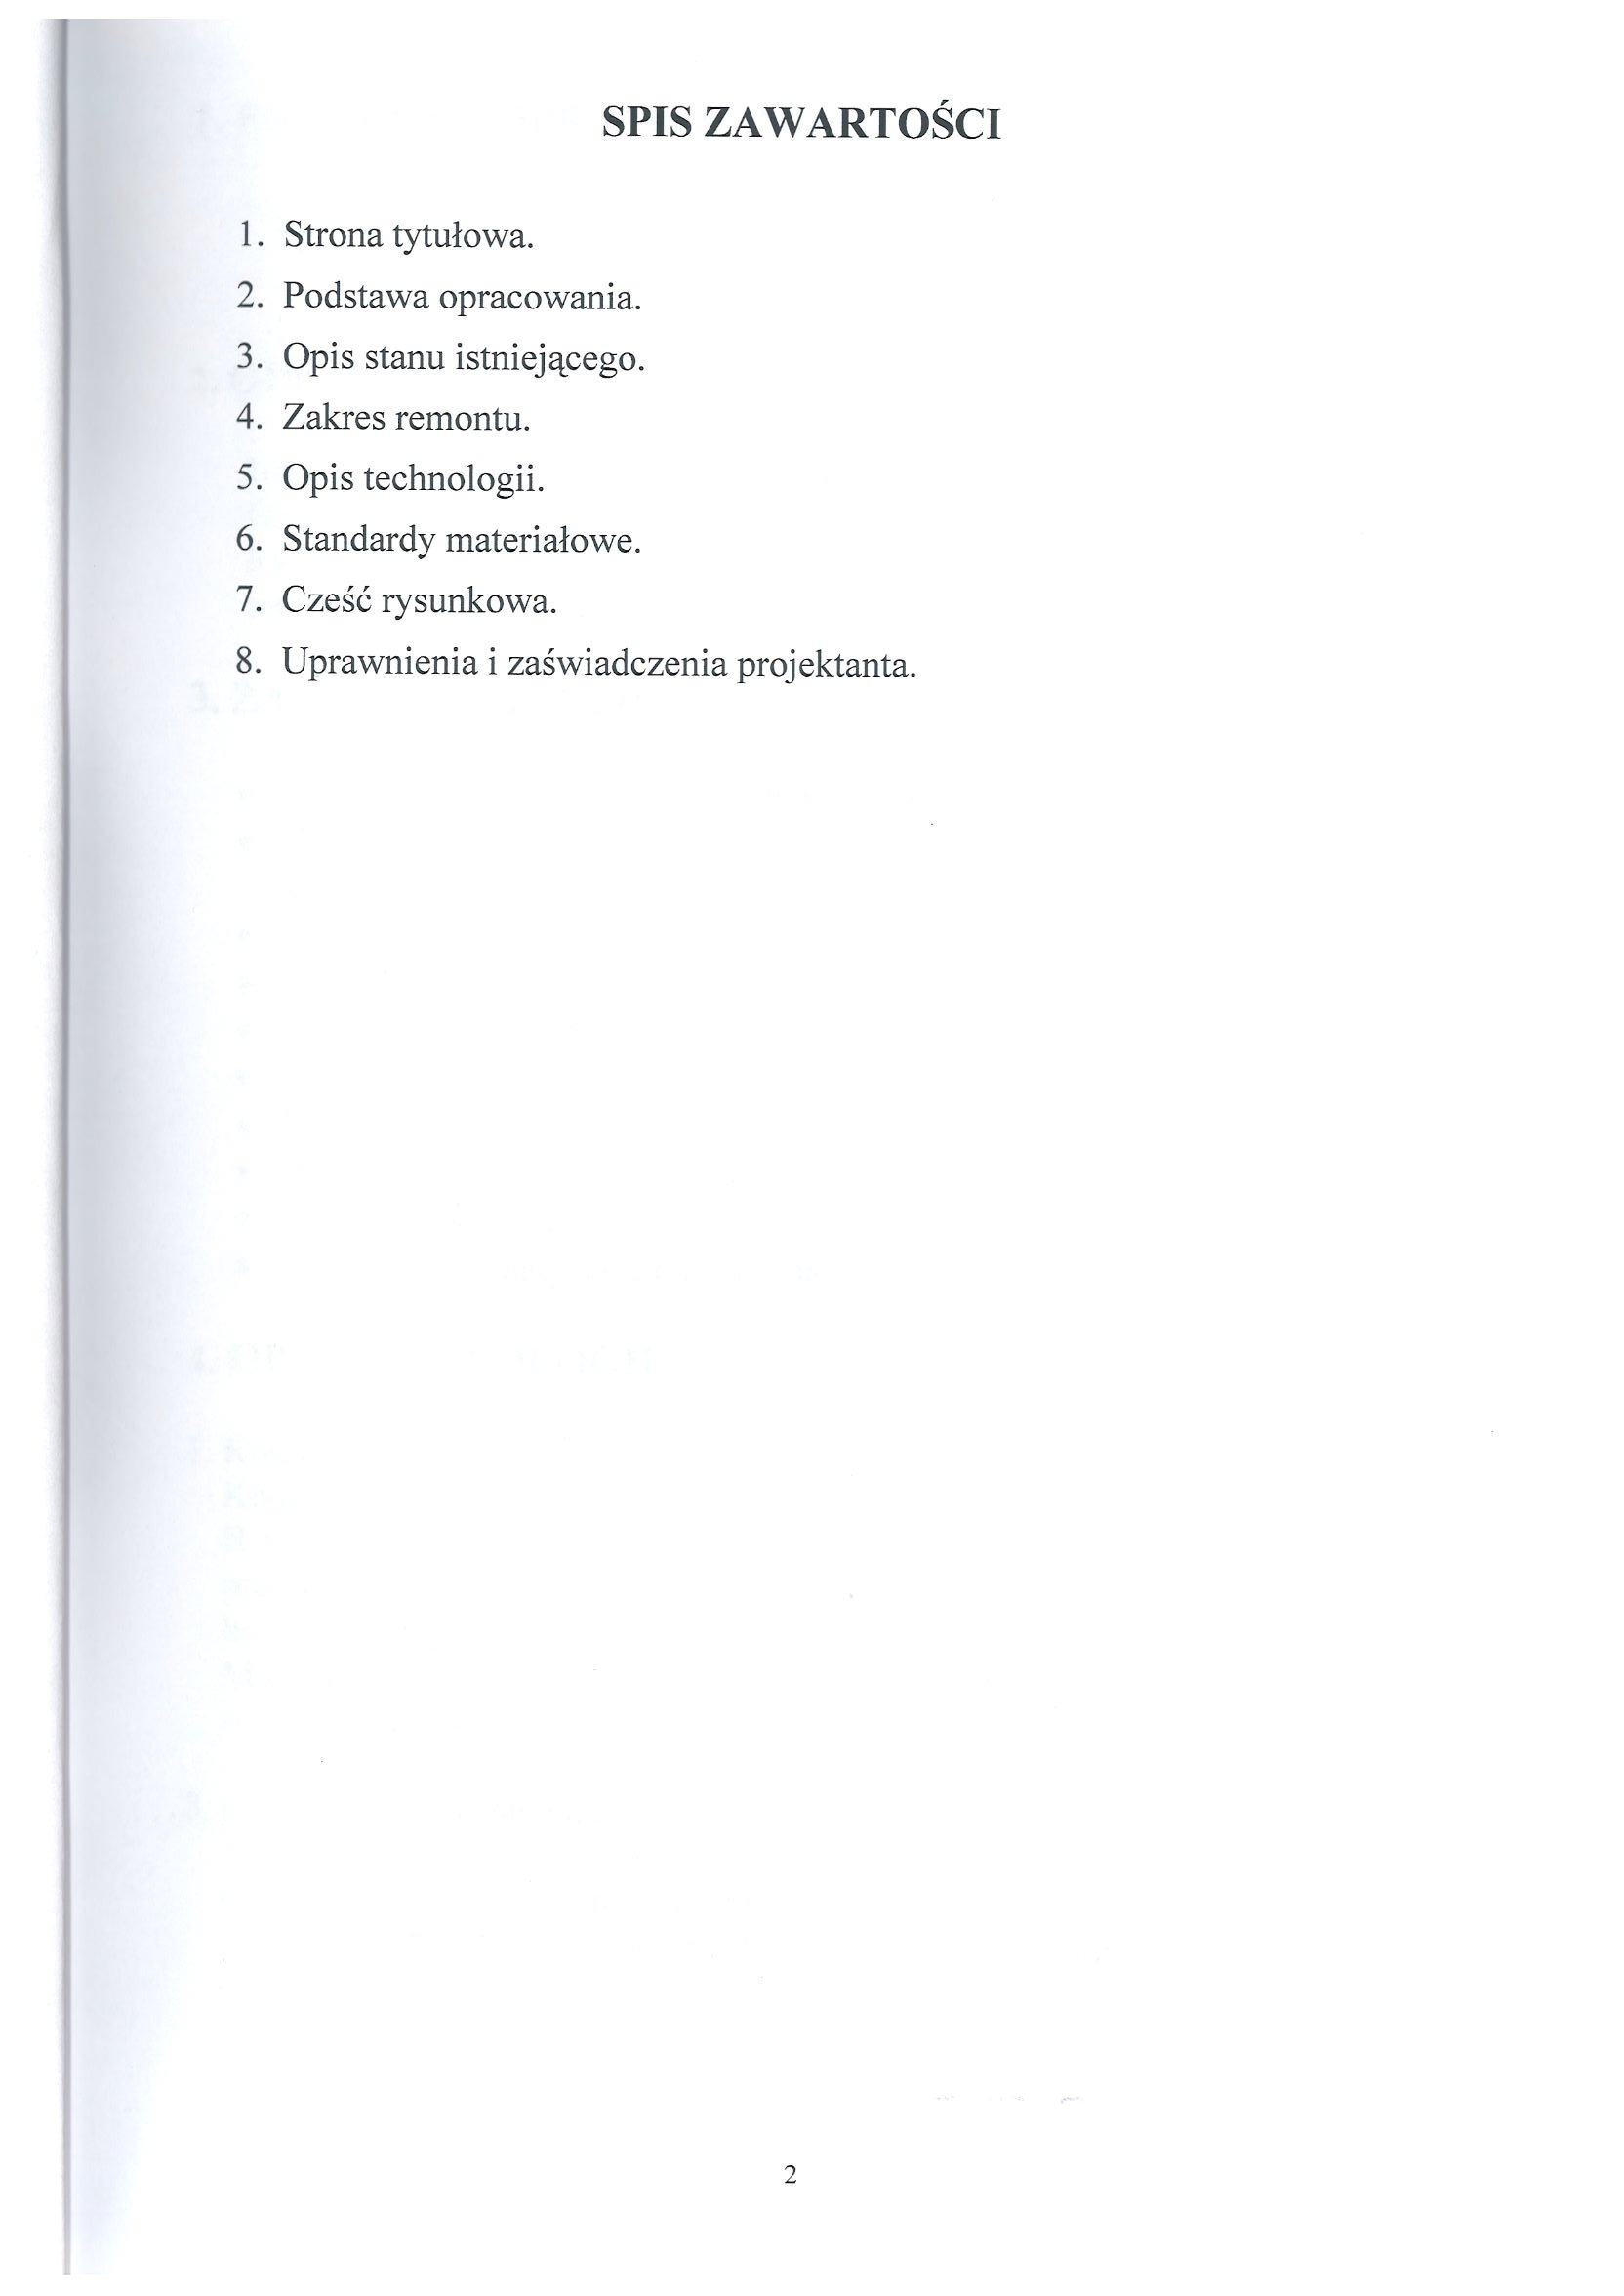 SPIS ZAWARTOŚCI
1. Strona tytułowa.
2. Podstawa opracowania.
3. Opis stanu istniejącego.
4. Zakres remontu.
5. Opis technologii.
6. Standardy materiałowe.
7. Cześć rysunkowa.
8. Uprawnienia i zaświadczenia projektanta.
2